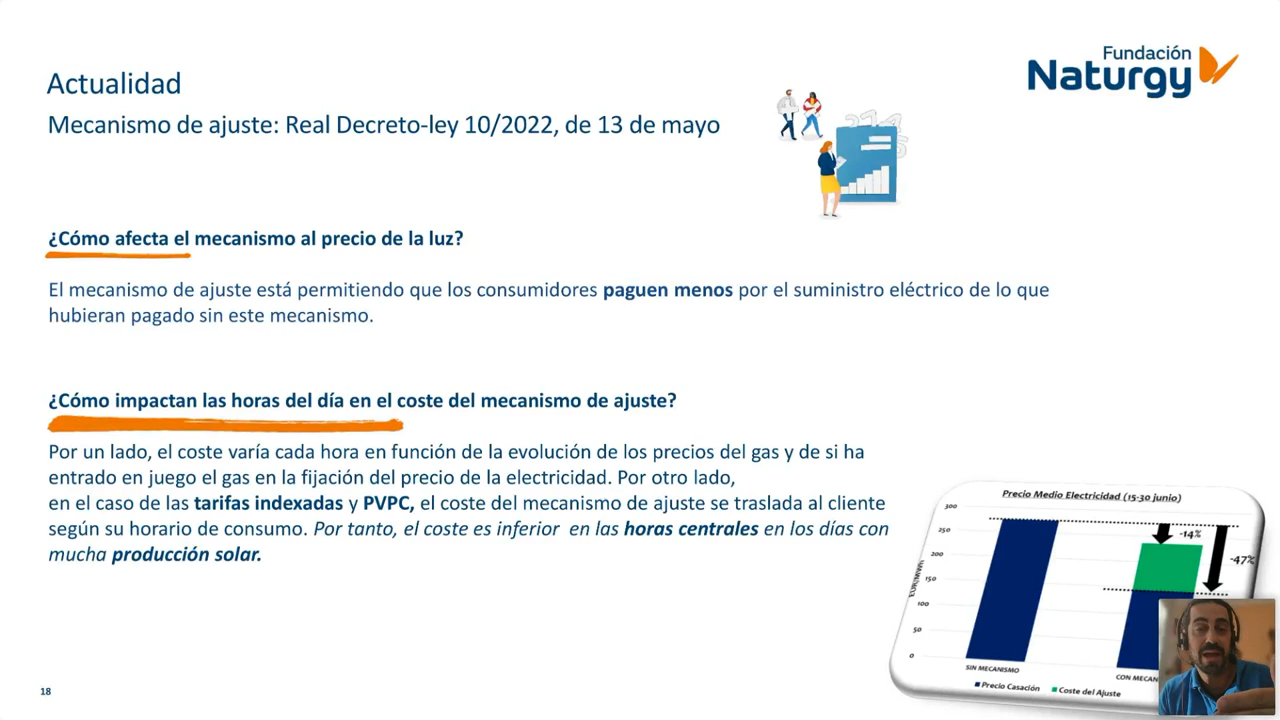 Actualidad
Fundación
Naturgy
Mecanismo de ajuste: Real Decreto-ley 10/2022, de 13 de mayo
¿Cómo afecta el mecanismo al precio de la luz?
El mecanismo de ajuste está permitiendo que los consumidores paguen menos por el suministro eléctrico de lo que
hubieran pagado sin este mecanismo.
¿Cómo impactan las horas del día en el coste del mecanismo de ajuste?
Por un lado, el coste varía cada hora en función de la evolución de los precios del gas y de si ha
entrado en juego el gas en la fijación del precio de la electricidad. Por otro lado,
en el caso de las tarifas indexadas y PVPC, el coste del mecanismo de ajuste se traslada al cliente
según su horario de consumo. Por tanto, el coste es inferior en las horas centrales en los días con
mucha producción solar.
Precio Medio Electricidad (15-30 junio)
EUR/MWh
300
250
200
150
100
50
0
-14%
-47%
SIN MECANISMO
CON MECAN
Precio Casación
Coste del Ajuste
18